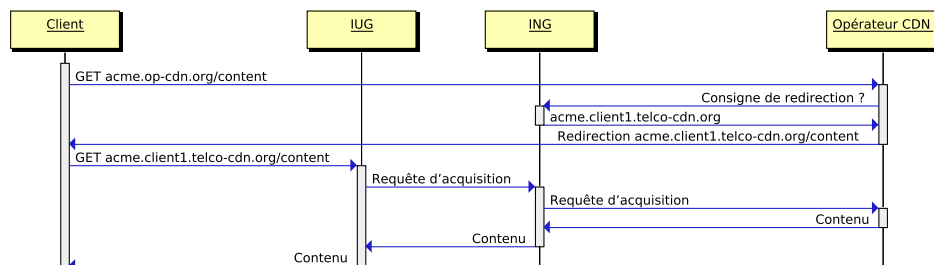 Client
IUG
ING
Opérateur CDN
GET acme.op-cdn.org/content
Consigne de redirection ?
acme.client1.telco-cdn.org
Redirection acme.client1.telco-cdn.org/content
GET acme.client1.telco-cdn.org/content
Requête d’acquisition
Requête d’acquisition
Contenu
Contenu
Contenu